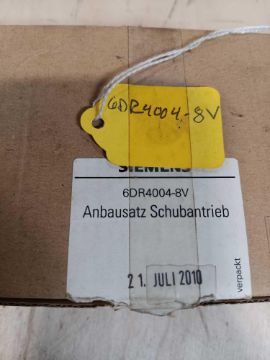 6DR4004-8V
SIEMENS
6DR4004-8V
Anbausatz Schubantrieb
21. JULI 2010
verpackt